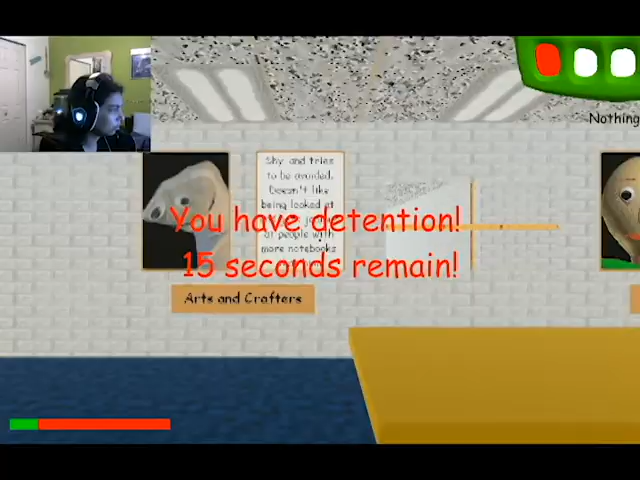 Nothing
Shy and tries
to be avoided.
Doesn't like
being looked at
at people with
more notebooks
You have detention!
15 seconds remain!
Arts and Crafters